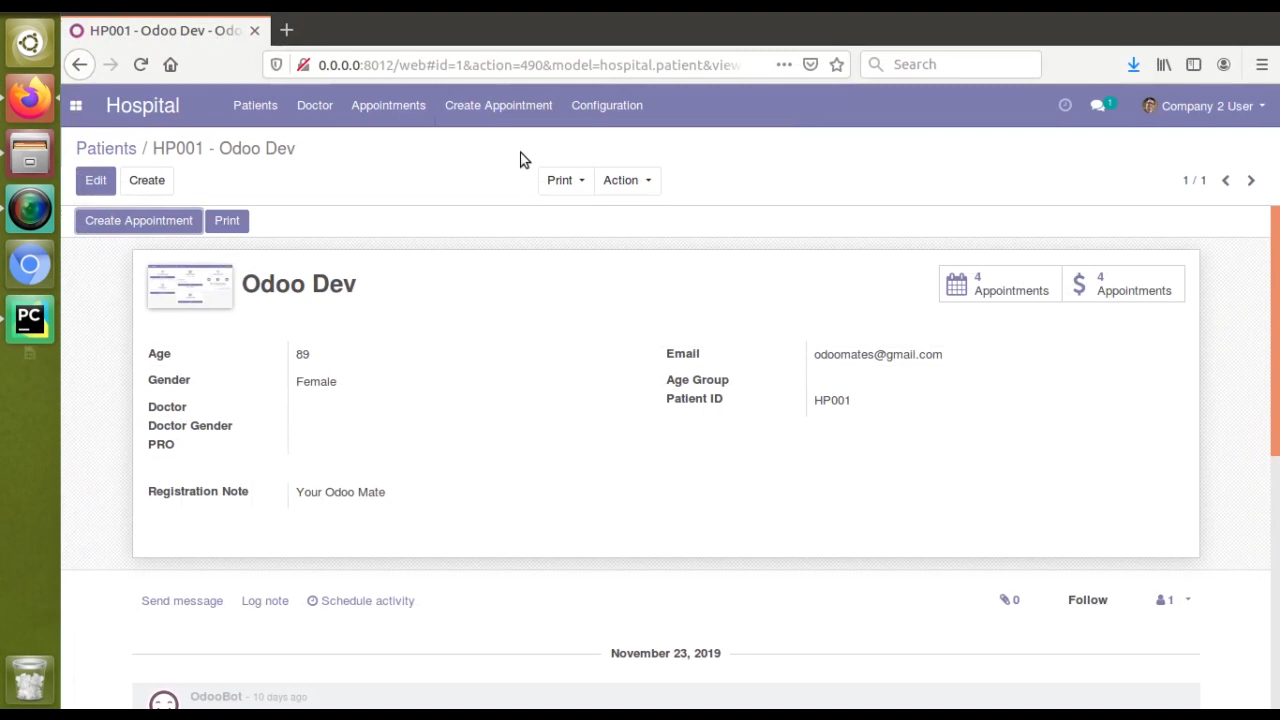 HP001 - Odoo Dev - Odo
0.0.0.0:8012/web#id=1&action=490&model=hospital.patient&view
Search
Hospital
Patients
Doctor
Appointments
Create Appointment
Configuration
1
Company 2 User
Patients / HP001 - Odoo Dev
Edit
Create
Print
Action
1 / 1
Create Appointment
Print
Odoo Dev
4
Appointments
4
Appointments
Age
89
Email
odoomates@gmail.com
Gender
Female
Age Group
Patient ID
HP001
Doctor
Doctor Gender
PRO
Registration Note
Your Odoo Mate
Send message
Log note
Schedule activity
0
Follow
1
November 23, 2019
OdooBot - 10 days ago
PC